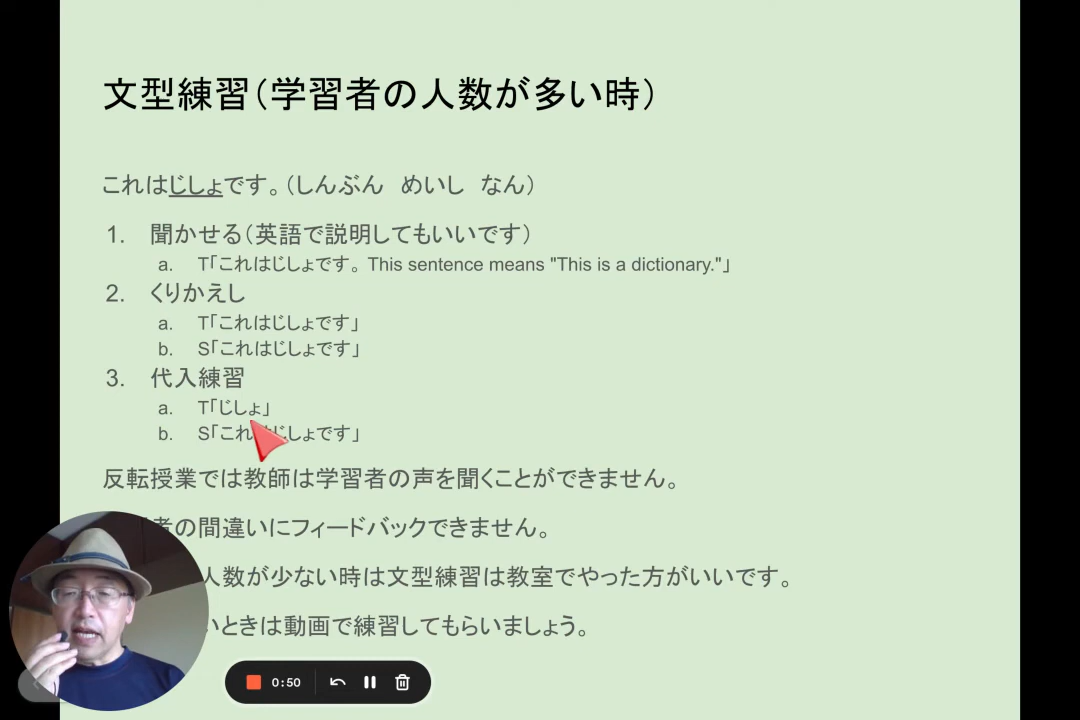 文型練習（学習者の人数が多い時）
これはじしょです。（しんぶん　めいし　なん）
1. 聞かせる（英語で説明してもいいです）
a. T「これはじしょです。This sentence means "This is a dictionary."」
2. くりかえし
a. T「これはじしょです」
b. S「これはじしょです」
3. 代入練習
a. T「じしょ」
b. S「これはじしょです」
反転授業では教師は学習者の声を聞くことができません。
者の間違いにフィードバックできません。
人数が少ない時は文型練習は教室でやった方がいいです。
いときは動画で練習してもらいましょう。
0:50